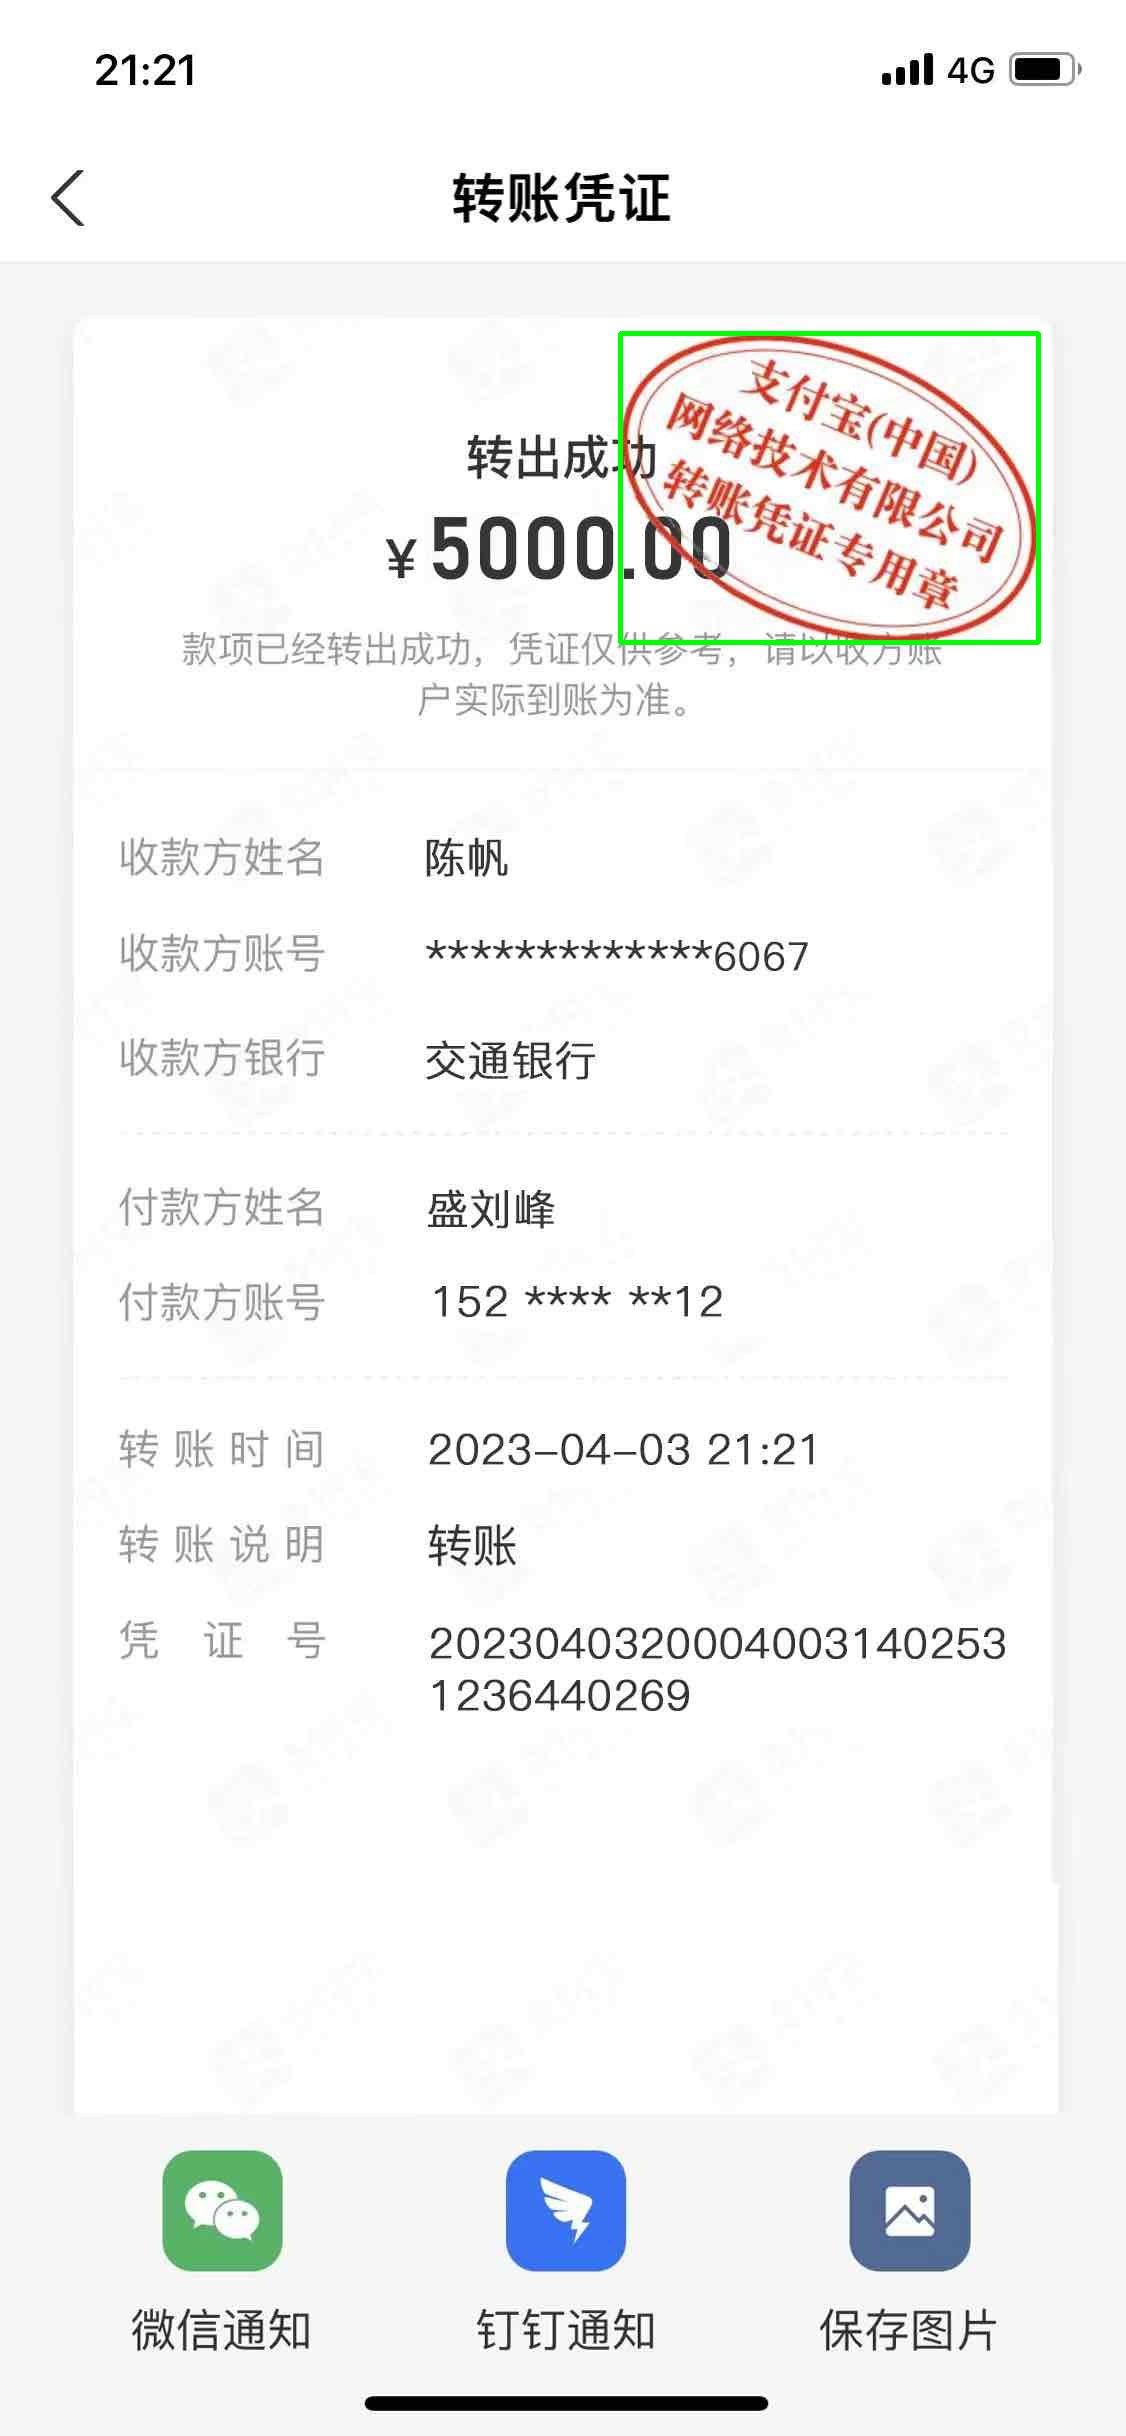 21:21 4G
转账凭证
支付宝(中国)
网络技术有限公司
转账凭证专用章
转出成功
¥5000.00
款项已经转出成功，凭证仅供参考，请以收方账
户实际到账为准。
收款方姓名 陈帆
收款方账号 *************6067
收款方银行 交通银行
付款方姓名 盛刘峰
付款方账号 152 **** **12
转账时间 2023-04-03 21:21
转账说明 转账
凭证号 2023040320004003140253
1236440269
微信通知 钉钉通知 保存图片